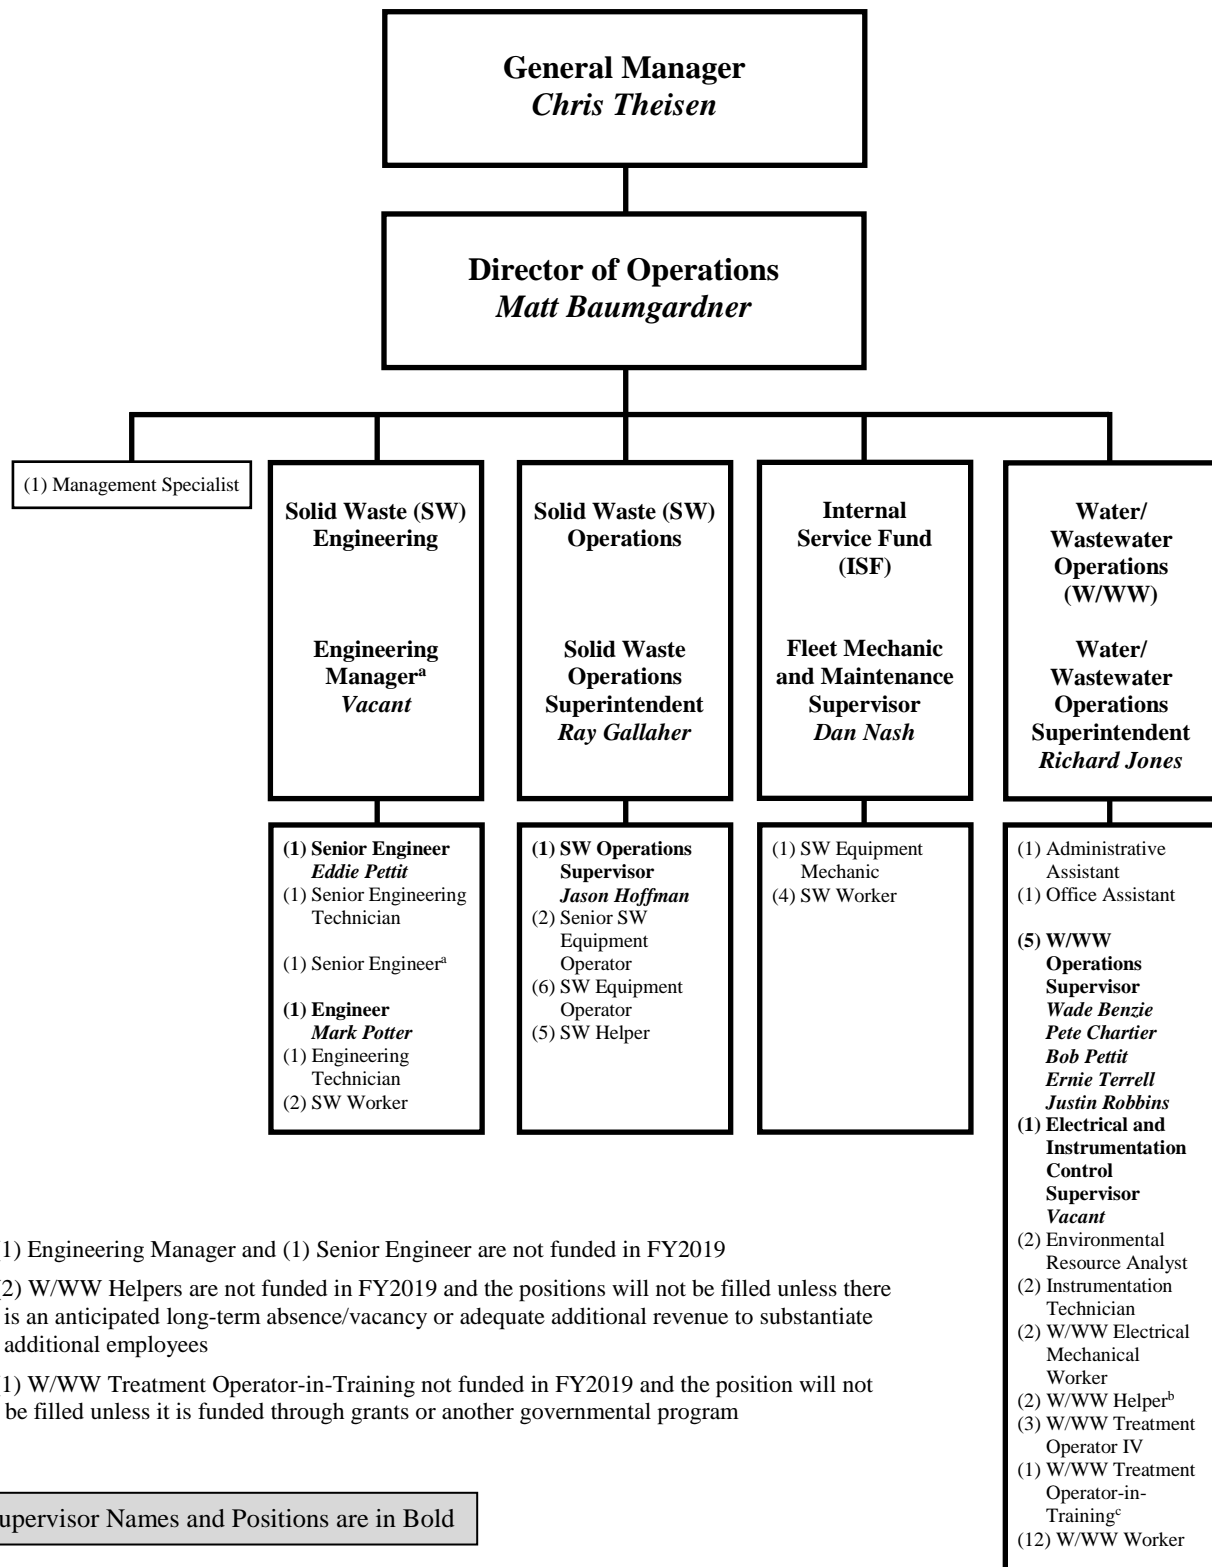 General Manager
Chris Theisen
Director of Operations
Matt Baumgardner
(1) Management Specialist
Solid Waste (SW)
Engineering
Engineering
Managerᵃ
Vacant
Solid Waste (SW)
Operations
Solid Waste
Operations
Superintendent
Ray Gallaher
Internal
Service Fund
(ISF)
Fleet Mechanic
and Maintenance
Supervisor
Dan Nash
Water/
Wastewater
Operations
(W/WW)
Water/
Wastewater
Operations
Superintendent
Richard Jones
(1) Senior Engineer
Eddie Pettit
(1) Senior Engineering
Technician
(1) Senior Engineerᵃ
(1) Engineer
Mark Potter
(1) Engineering
Technician
(2) SW Worker
(1) SW Operations
Supervisor
Jason Hoffman
(2) Senior SW
Equipment
Operator
(6) SW Equipment
Operator
(5) SW Helper
(1) SW Equipment
Mechanic
(4) SW Worker
(1) Administrative
Assistant
(1) Office Assistant
(5) W/WW
Operations
Supervisor
Wade Benzie
Pete Chartier
Bob Pettit
Ernie Terrell
Justin Robbins
(1) Electrical and
Instrumentation
Control
Supervisor
Vacant
(2) Environmental
Resource Analyst
(2) Instrumentation
Technician
(2) W/WW Electrical
Mechanical
Worker
(2) W/WW Helperᵇ
(3) W/WW Treatment
Operator IV
(1) W/WW Treatment
Operator-in-
Trainingᶜ
(12) W/WW Worker
1) Engineering Manager and (1) Senior Engineer are not funded in FY2019
2) W/WW Helpers are not funded in FY2019 and the positions will not be filled unless there
is an anticipated long-term absence/vacancy or adequate additional revenue to substantiate
additional employees
1) W/WW Treatment Operator-in-Training not funded in FY2019 and the position will not
be filled unless it is funded through grants or another governmental program
upervisor Names and Positions are in Bold